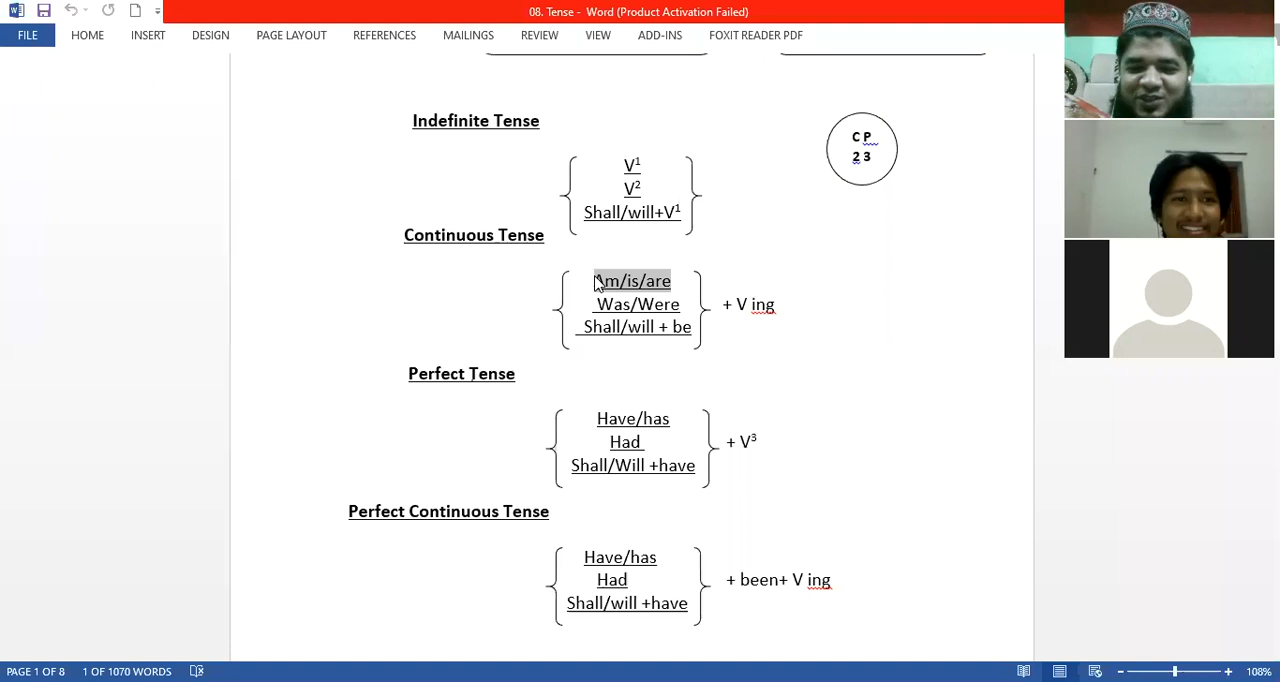 08. Tense - Word (Product Activation Failed)
FILE HOME INSERT DESIGN PAGE LAYOUT REFERENCES MAILINGS REVIEW VIEW ADD-INS FOXIT READER PDF
Indefinite Tense
C P
2 3
V¹
V²
Shall/will+V¹
Continuous Tense
Am/is/are
Was/Were
+ V ing
Shall/will + be
Perfect Tense
Have/has
Had
+ V³
Shall/Will +have
Perfect Continuous Tense
Have/has
Had
+ been+ V ing
Shall/will +have
PAGE 1 OF 8 1 OF 1070 WORDS
108%